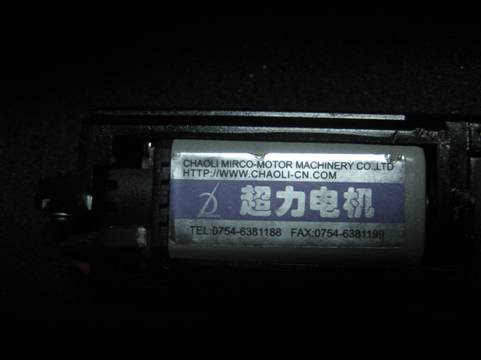 CHAOLI MIRCO-MOTOR MACHINERY CO.,LTD
HTTP://WWW.CHAOLI-CN.COM
超力电机
TEL:0754-6381188 FAX:0754-6381199